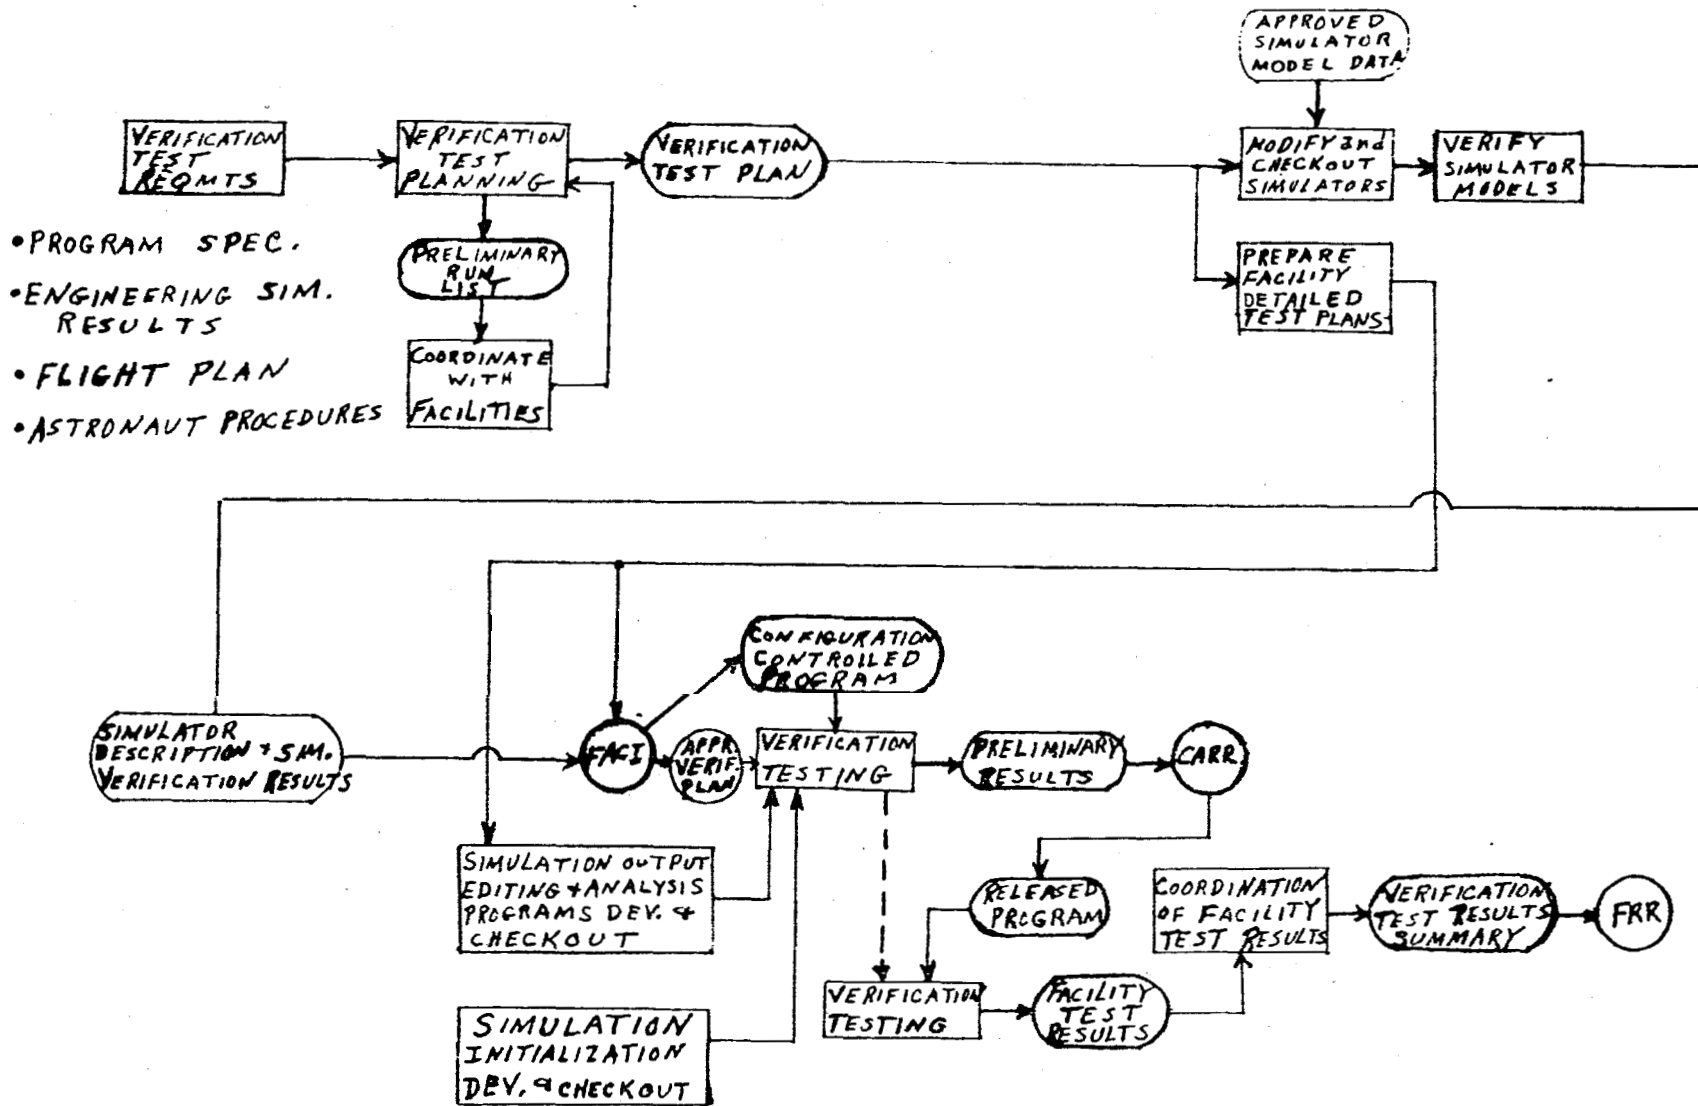 APPROVED
SIMULATOR
MODEL DATA
VERIFICATION
TEST
REQMTS
VERIFICATION
TEST
PLANNING
VERIFICATION
TEST PLAN
MODIFY and
CHECKOUT
SIMULATORS
VERIFY
SIMULATOR
MODELS
•PROGRAM SPEC.
•ENGINEERING SIM.
RESULTS
•FLIGHT PLAN
•ASTRONAUT PROCEDURES
PRELIMINARY
RUN
LIST
COORDINATE
WITH
FACILITIES
PREPARE
FACILITY
DETAILED
TEST PLANS
CONFIGURATION
CONTROLLED
PROGRAM
SIMULATOR
DESCRIPTION + SIM.
VERIFICATION RESULTS
FACI
APPR.
VERIF.
PLAN
VERIFICATION
TESTING
PRELIMINARY
RESULTS
CARR
SIMULATION OUTPUT
EDITING + ANALYSIS
PROGRAMS DEV. &
CHECKOUT
RELEASED
PROGRAM
COORDINATION
OF FACILITY
TEST RESULTS
VERIFICATION
TEST RESULTS
SUMMARY
FRR
VERIFICATION
TESTING
FACILITY
TEST
RESULTS
SIMULATION
INITIALIZATION
DEV. & CHECKOUT